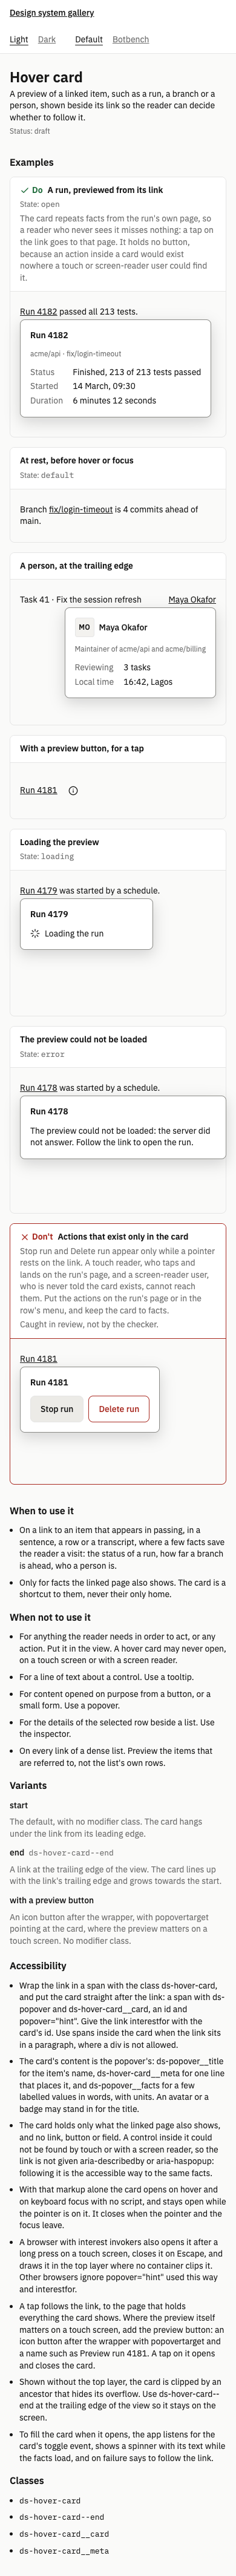 Design system gallery
Light Dark Default Botbench
Hover card
A preview of a linked item, such as a run, a branch or a
person, shown beside its link so the reader can decide
whether to follow it.
Status: draft
Examples
Do A run, previewed from its link
State: open
The card repeats facts from the run's own page, so
a reader who never sees it misses nothing: a tap on
the link goes to that page. It holds no button,
because an action inside a card would exist
nowhere a touch or screen-reader user could find
it.
Run 4182 passed all 213 tests.
Run 4182
acme/api · fix/login-timeout
Status Finished, 213 of 213 tests passed
Started 14 March, 09:30
Duration 6 minutes 12 seconds
At rest, before hover or focus
State: default
Branch fix/login-timeout is 4 commits ahead of
main.
A person, at the trailing edge
Task 41 · Fix the session refresh Maya Okafor
MO Maya Okafor
Maintainer of acme/api and acme/billing
Reviewing 3 tasks
Local time 16:42, Lagos
With a preview button, for a tap
Run 4181
Loading the preview
State: loading
Run 4179 was started by a schedule.
Run 4179
Loading the run
The preview could not be loaded
State: error
Run 4178 was started by a schedule.
Run 4178
The preview could not be loaded: the server did
not answer. Follow the link to open the run.
Don't Actions that exist only in the card
Stop run and Delete run appear only while a pointer
rests on the link. A touch reader, who taps and
lands on the run's page, and a screen-reader user,
who is never told the card exists, cannot reach
them. Put the actions on the run's page or in the
row's menu, and keep the card to facts.
Caught in review, not by the checker.
Run 4181
Run 4181
Stop run Delete run
When to use it
• On a link to an item that appears in passing, in a
sentence, a row or a transcript, where a few facts save
the reader a visit: the status of a run, how far a branch
is ahead, who a person is.
• Only for facts the linked page also shows. The card is a
shortcut to them, never their only home.
When not to use it
• For anything the reader needs in order to act, or any
action. Put it in the view. A hover card may never open,
on a touch screen or with a screen reader.
• For a line of text about a control. Use a tooltip.
• For content opened on purpose from a button, or a
small form. Use a popover.
• For the details of the selected row beside a list. Use
the inspector.
• On every link of a dense list. Preview the items that
are referred to, not the list's own rows.
Variants
start
The default, with no modifier class. The card hangs
under the link from its leading edge.
end ds-hover-card--end
A link at the trailing edge of the view. The card lines up
with the link's trailing edge and grows towards the start.
with a preview button
An icon button after the wrapper, with popovertarget
pointing at the card, where the preview matters on a
touch screen. No modifier class.
Accessibility
• Wrap the link in a span with the class ds-hover-card,
and put the card straight after the link: a span with ds-
popover and ds-hover-card__card, an id and
popover="hint". Give the link interestfor with the
card's id. Use spans inside the card when the link sits
in a paragraph, where a div is not allowed.
• The card's content is the popover's: ds-popover__title
for the item's name, ds-hover-card__meta for one line
that places it, and ds-popover__facts for a few
labelled values in words, with units. An avatar or a
badge may stand in for the title.
• The card holds only what the linked page also shows,
and no link, button or field. A control inside it could
not be found by touch or with a screen reader, so the
link is not given aria-describedby or aria-haspopup:
following it is the accessible way to the same facts.
• With that markup alone the card opens on hover and
on keyboard focus with no script, and stays open while
the pointer is on it. It closes when the pointer and the
focus leave.
• A browser with interest invokers also opens it after a
long press on a touch screen, closes it on Escape, and
draws it in the top layer where no container clips it.
Other browsers ignore popover="hint" used this way
and interestfor.
• A tap follows the link, to the page that holds
everything the card shows. Where the preview itself
matters on a touch screen, add the preview button: an
icon button after the wrapper with popovertarget and
a name such as Preview run 4181. A tap on it opens
and closes the card.
• Shown without the top layer, the card is clipped by an
ancestor that hides its overflow. Use ds-hover-card--
end at the trailing edge of the view so it stays on the
screen.
• To fill the card when it opens, the app listens for the
card's toggle event, shows a spinner with its text while
the facts load, and on failure says to follow the link.
Classes
• ds-hover-card
• ds-hover-card--end
• ds-hover-card__card
• ds-hover-card__meta